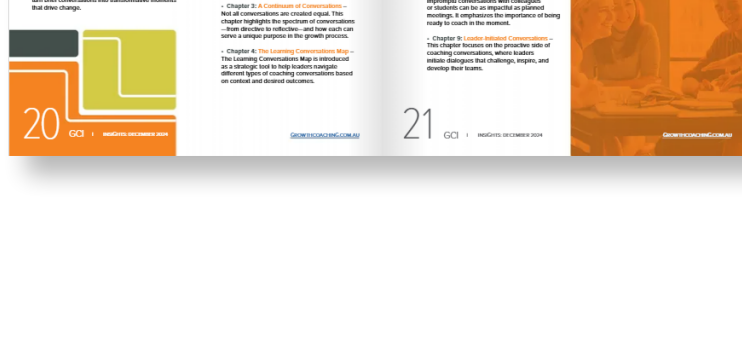 that drive change.
• Chapter 3: A Continuum of Conversations –
Not all conversations are created equal. This
chapter highlights the spectrum of conversations
—from directive to reflective—and how each can
serve a unique purpose in the growth process.
• Chapter 4: The Learning Conversations Map –
The Learning Conversations Map is introduced
as a strategic tool to help leaders navigate
different types of coaching conversations based
on context and desired outcomes.
20 GCI | INSIGHTS: DECEMBER 2024
GROWTHCOACHING.COM.AU
or students can be as impactful as planned
meetings. It emphasizes the importance of being
ready to coach in the moment.
• Chapter 9: Leader-Initiated Conversations –
This chapter focuses on the proactive side of
coaching conversations, where leaders
initiate dialogues that challenge, inspire, and
develop their teams.
21 GCI | INSIGHTS: DECEMBER 2024
GROWTHCOACHING.COM.AU